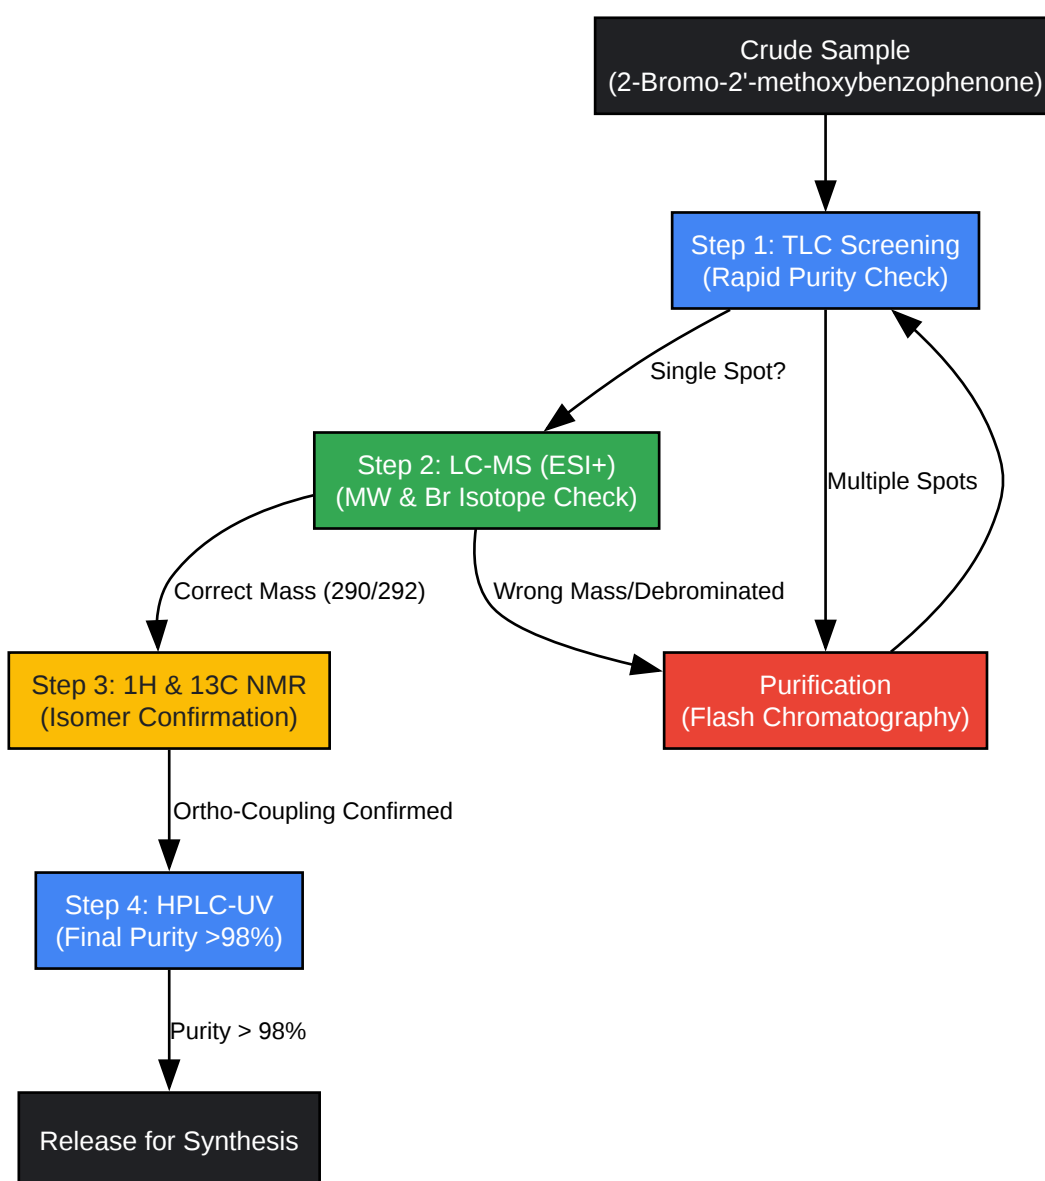 Crude Sample
(2-Bromo-2'-methoxybenzophenone)
Step 1: TLC Screening
(Rapid Purity Check)
Single Spot?
Step 2: LC-MS (ESI+)
(MW & Br Isotope Check)
Multiple Spots
Correct Mass (290/292)
Wrong Mass/Debrominated
Step 3: 1H & 13C NMR
(Isomer Confirmation)
Purification
(Flash Chromatography)
Ortho-Coupling Confirmed
Step 4: HPLC-UV
(Final Purity >98%)
Purity > 98%
Release for Synthesis